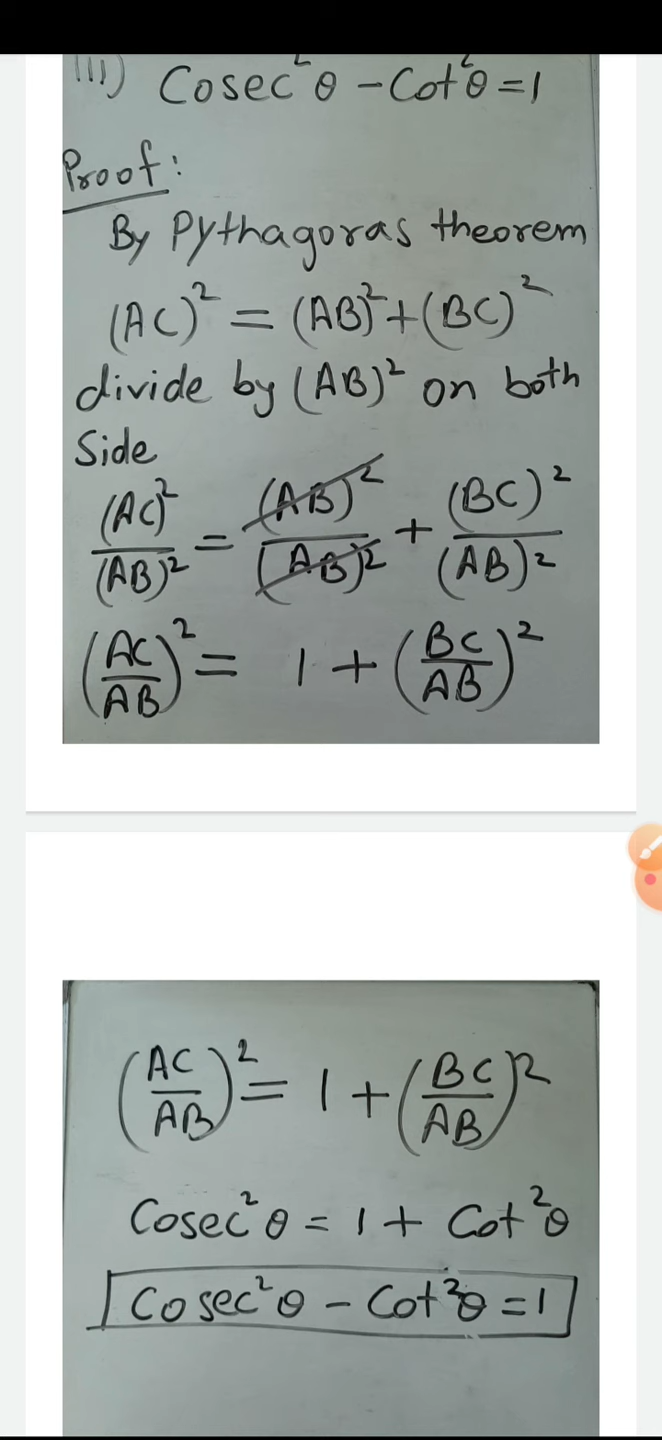 iii) Cosec²θ - Cot²θ = 1
Proof:
By Pythagoras theorem
(AC)² = (AB)² + (BC)²
divide by (AB)² on both
Side
(AC)²/(AB)² = (AB)²/(AB)² + (BC)²/(AB)²
(AC/AB)² = 1 + (BC/AB)²
(AC/AB)² = 1 + (BC/AB)²
Cosec²θ = 1 + Cot²θ
Cosec²θ - Cot²θ = 1